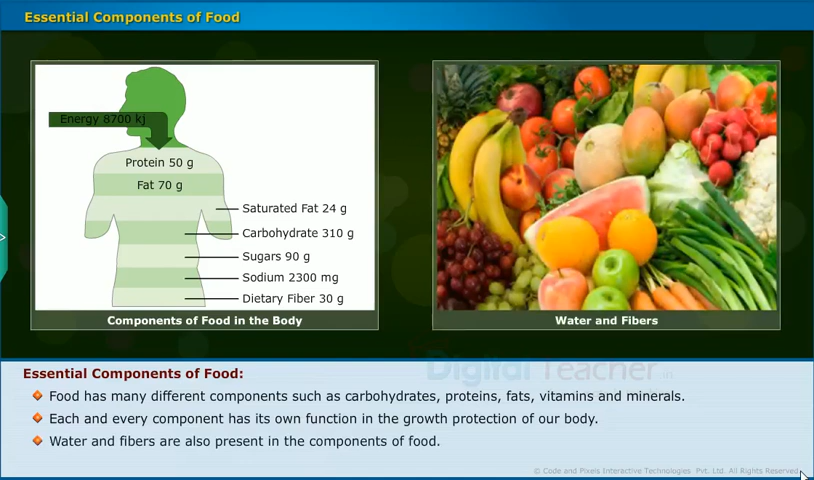 Essential Components of Food
Energy 8700 kj
Protein 50 g
Fat 70 g
Saturated Fat 24 g
Carbohydrate 310 g
Sugars 90 g
Sodium 2300 mg
Dietary Fiber 30 g
Components of Food in the Body
Water and Fibers
Digital Teacher.in
Essential Components of Food:
Food has many different components such as carbohydrates, proteins, fats, vitamins and minerals.
Each and every component has its own function in the growth protection of our body.
Water and fibers are also present in the components of food.
© Code and Pixels Interactive Technologies Pvt. Ltd. All Rights Reserved